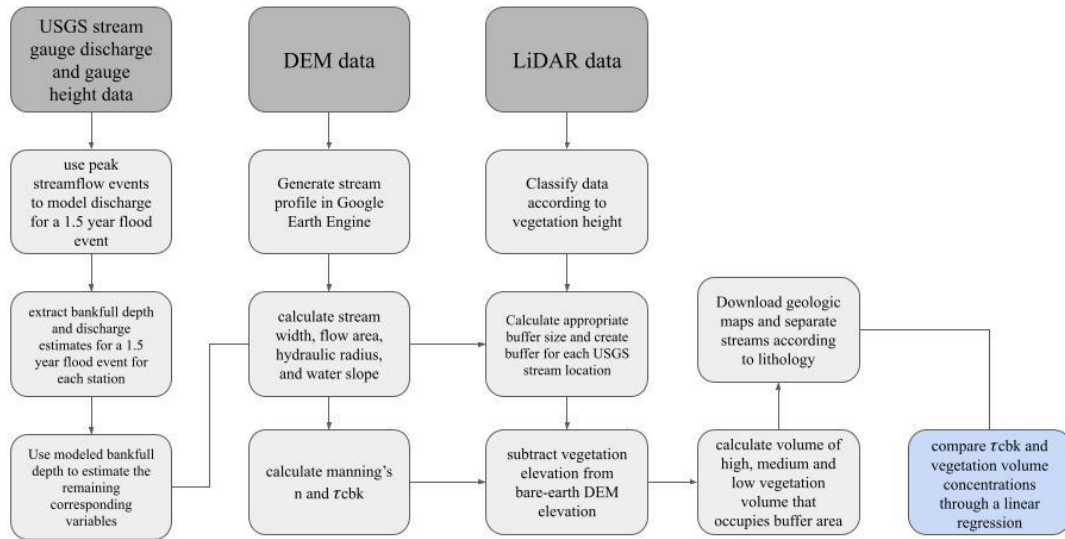 USGS stream
gauge discharge
and gauge
height data
DEM data
LiDAR data
use peak
streamflow events
to model discharge
for a 1.5 year flood
event
Generate stream
profile in Google
Earth Engine
Classify data
according to
vegetation height
extract bankfull depth
and discharge
estimates for a 1.5
year flood event for
each station
calculate stream
width, flow area,
hydraulic radius,
and water slope
Calculate appropriate
buffer size and create
buffer for each USGS
stream location
Download geologic
maps and separate
streams according
to lithology
Use modeled bankfull
depth to estimate the
remaining
corresponding
variables
calculate manning’s
n and τcbk
subtract vegetation
elevation from
bare-earth DEM
elevation
calculate volume of
high, medium and
low vegetation
volume that
occupies buffer area
compare τcbk and
vegetation volume
concentrations
through a linear
regression